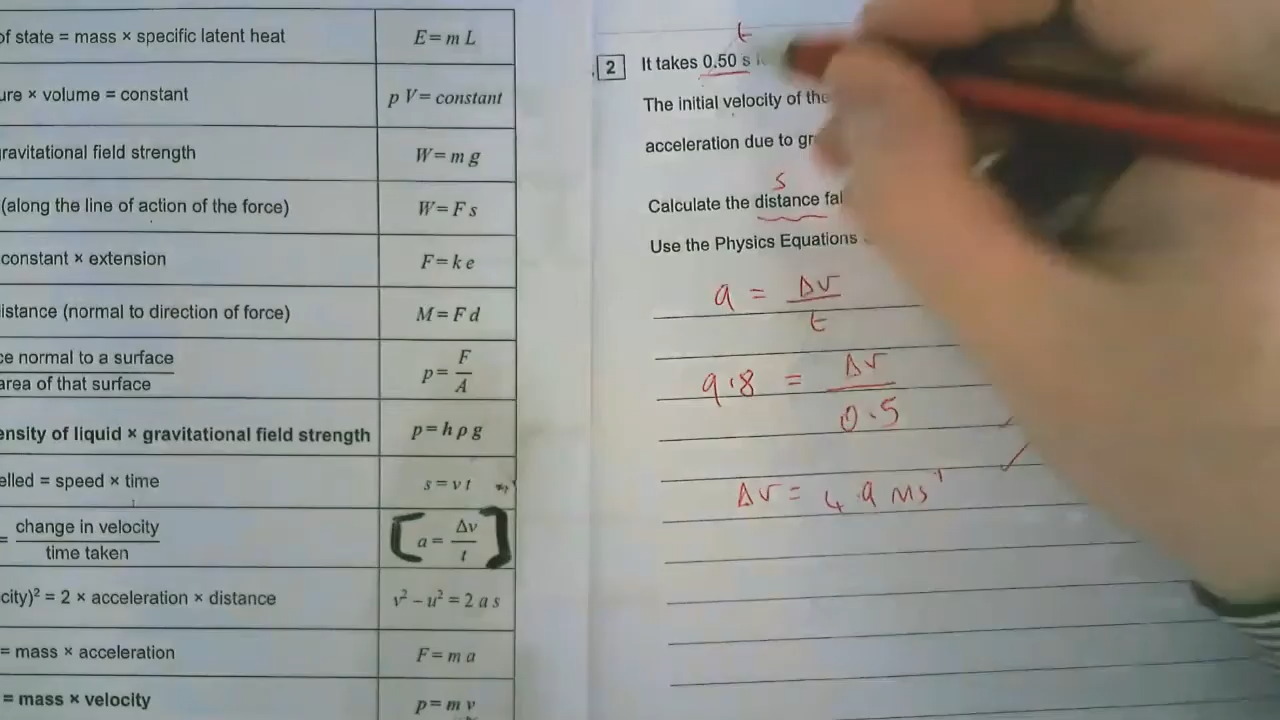 of state = mass × specific latent heat
E = m L
ure × volume = constant
p V = constant
ravitational field strength
W = m g
(along the line of action of the force)
W = F s
constant × extension
F = k e
istance (normal to direction of force)
M = F d
ce normal to a surface
area of that surface
p = F
A
ensity of liquid × gravitational field strength
p = h ρ g
elled = speed × time
s = v t
= change in velocity
time taken
[a = Δv
t]
city)² = 2 × acceleration × distance
v² − u² = 2 a s
= mass × acceleration
F = m a
= mass × velocity
p = m v
t
2 It takes 0.50 s
The initial velocity of the
acceleration due to gr
s
Calculate the distance fal
Use the Physics Equations
a = Δv
t
9.8 = Δv
0.5
Δv = 4.9 ms⁻¹